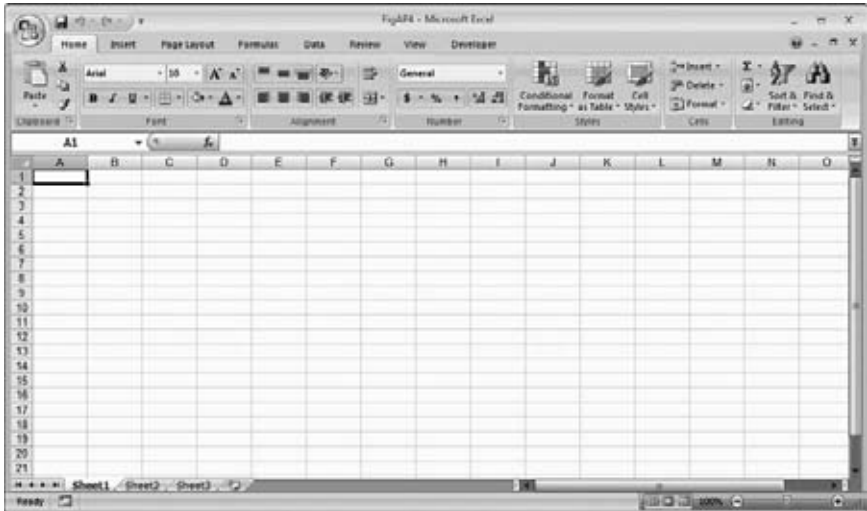 FigAP4 - Microsoft Excel
Home Insert Page Layout Formulas Data Review View Developer
Paste
Arial 10 A A
General
Conditional Formatting Format as Table Cell Styles
Insert
Delete
Format
Sort & Filter Find & Select
B I U A $ % ,
Clipboard Font Alignment Number Styles Cells Editing
A1 fx
A B C D E F G H I J K L M N O
1
2
3
4
5
6
7
8
9
10
11
12
13
14
15
16
17
18
19
20
21
Sheet1 Sheet2 Sheet3
Ready 100%